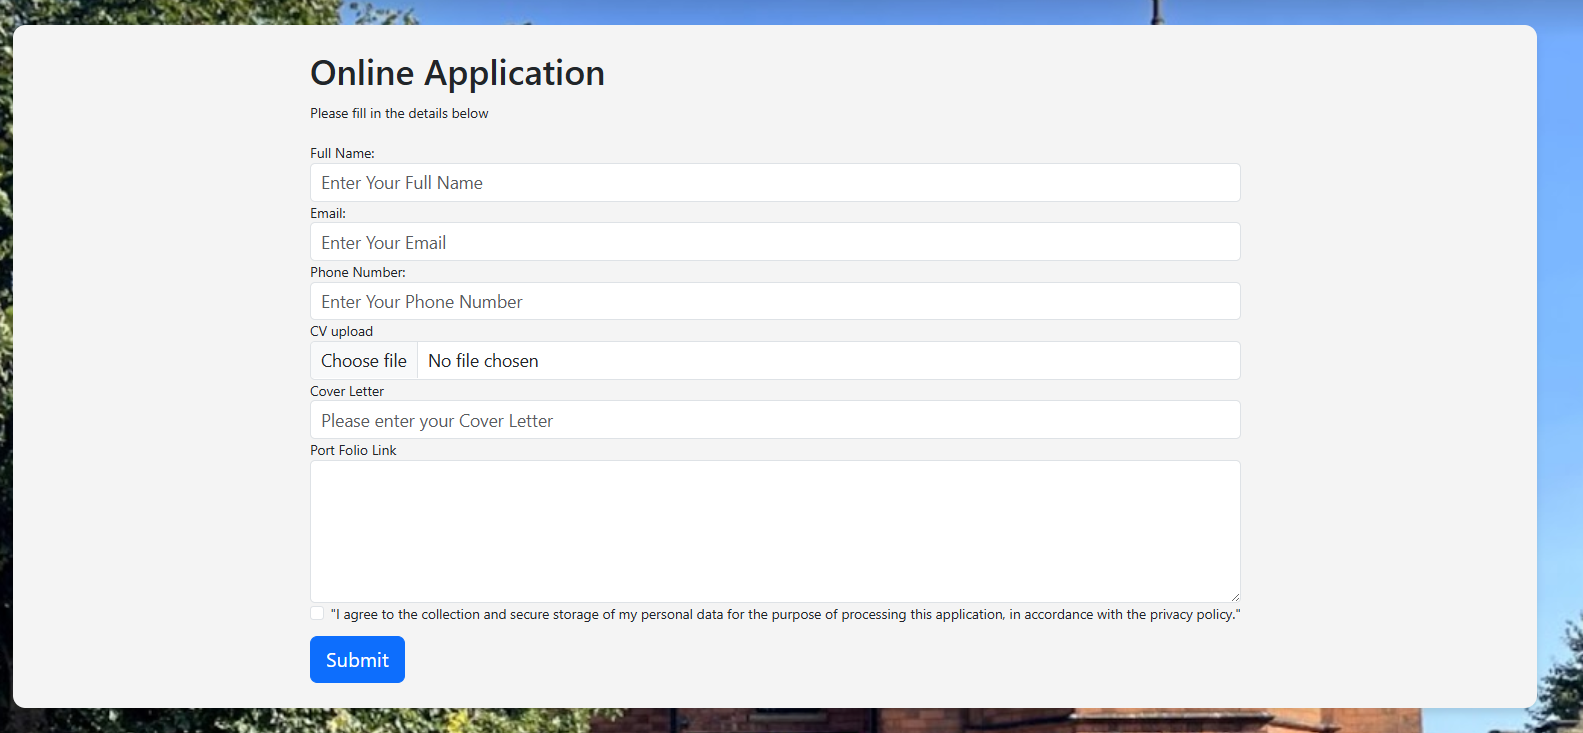 Online Application
Please fill in the details below
Full Name:
Enter Your Full Name
Email:
Enter Your Email
Phone Number:
Enter Your Phone Number
CV upload
Choose file No file chosen
Cover Letter
Please enter your Cover Letter
Port Folio Link
"I agree to the collection and secure storage of my personal data for the purpose of processing this application, in accordance with the privacy policy."
Submit